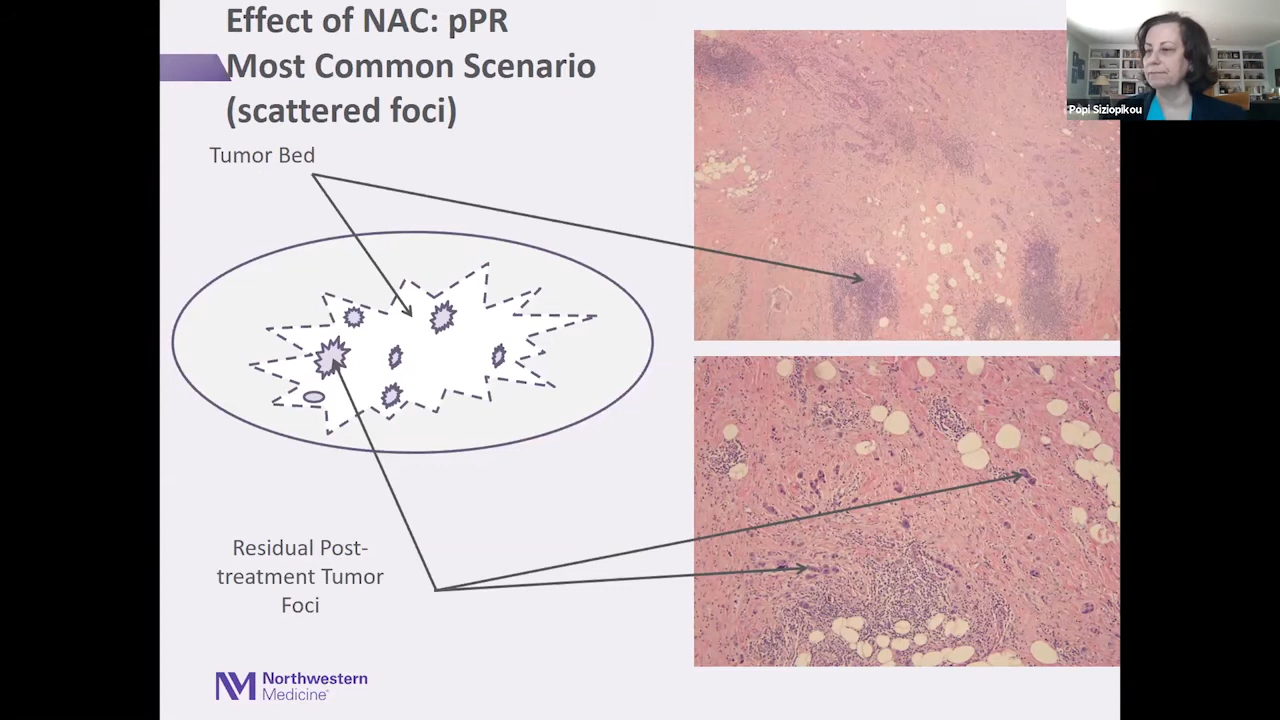 Effect of NAC: pPR
Most Common Scenario
(scattered foci)
Popi Siziopikou
Tumor Bed
Residual Post-
treatment Tumor
Foci
NM Northwestern
Medicine®